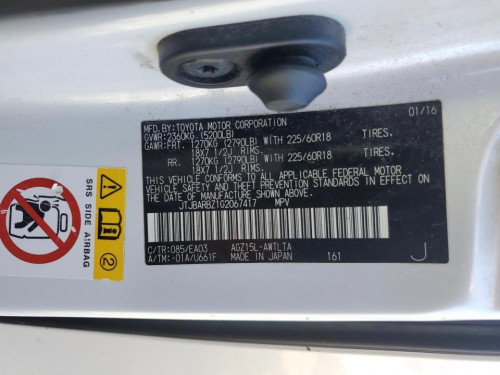 MFD.BY:TOYOTA MOTOR CORPORATION 01/16
GVWR:2360KG (5200LB)
GAWR:FRT. 1270KG (2790LB) WITH 225/60R18 TIRES.
18X7 1/2J RIMS.
RR. 1270KG (2790LB) WITH 225/60R18 TIRES.
18X7 1/2J RIMS.
THIS VEHICLE CONFORMS TO ALL APPLICABLE FEDERAL MOTOR
VEHICLE SAFETY AND THEFT PREVENTION STANDARDS IN EFFECT ON
THE DATE OF MANUFACTURE SHOWN ABOVE.
JTJBARBZ1G2067417 MPV
C/TR:085/EA03 AGZ15L-AWTLTA
A/TM:-01A/U661F MADE IN JAPAN 161 J
SRS SIDE AIRBAG
2